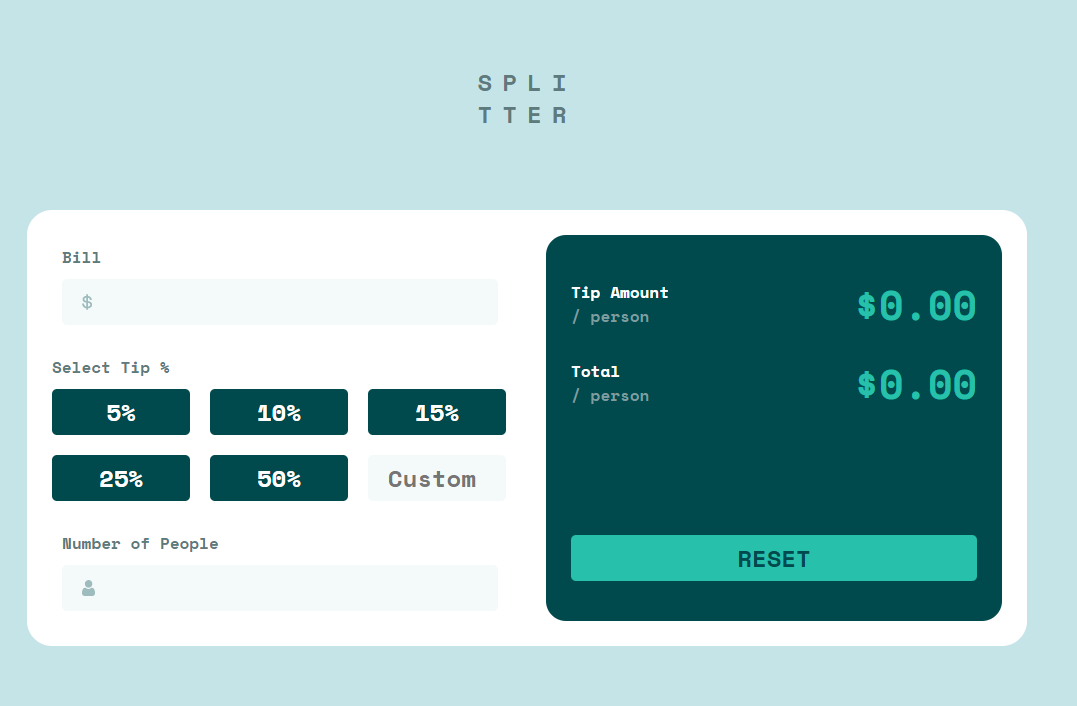 S P L I
T T E R
Bill
$
Select Tip %
5% 10% 15%
25% 50% Custom
Number of People
Tip Amount
/ person
$0.00
Total
/ person
$0.00
RESET